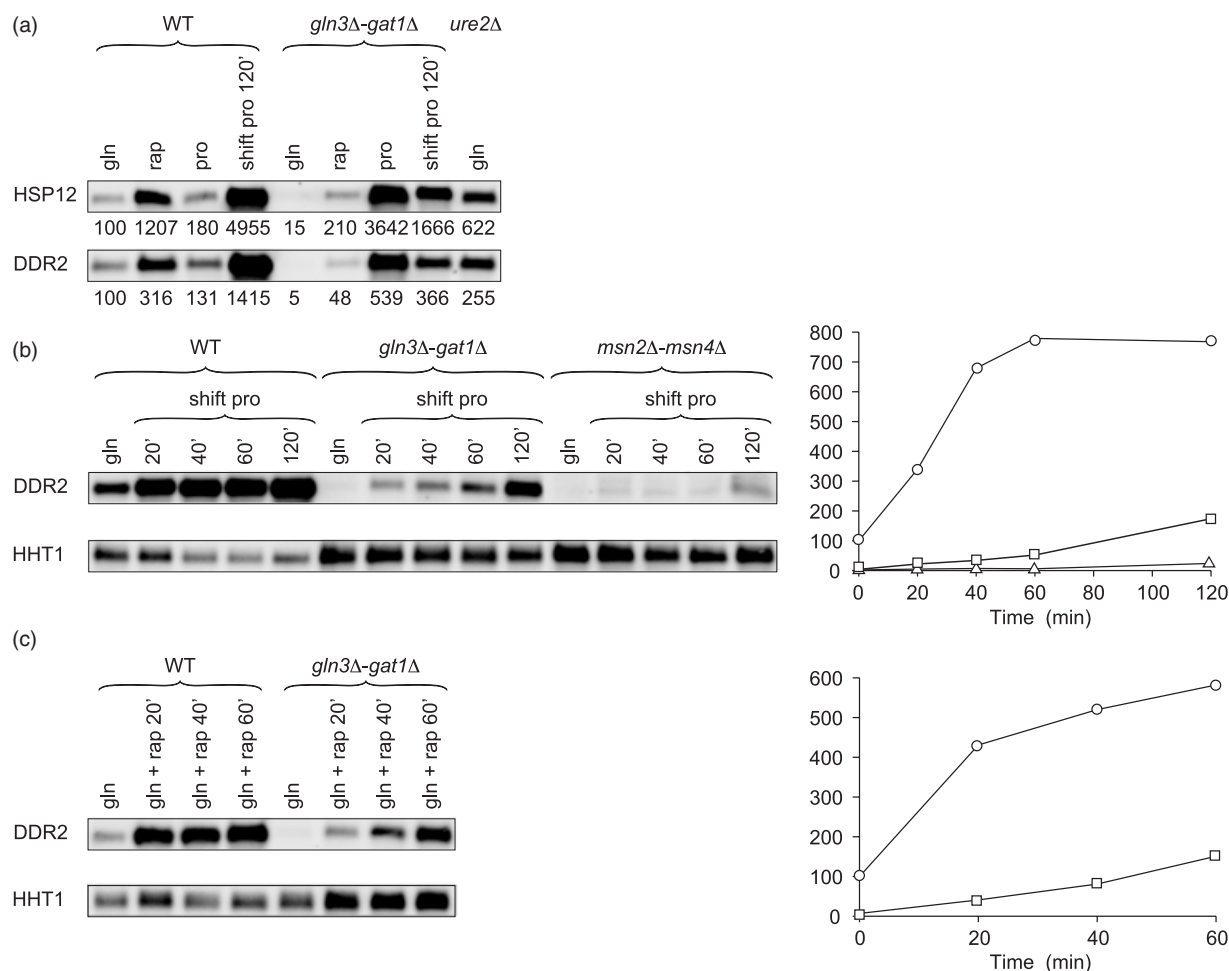 (a)
WT gln3Δ-gat1Δ ure2Δ
gln rap pro shift pro 120' gln rap pro shift pro 120' gln
HSP12
100 1207 180 4955 15 210 3642 1666 622
DDR2
100 316 131 1415 5 48 539 366 255
(b)
WT gln3Δ-gat1Δ msn2Δ-msn4Δ
shift pro shift pro shift pro
gln 20' 40' 60' 120' gln 20' 40' 60' 120' gln 20' 40' 60' 120'
DDR2
HHT1
800
700
600
500
400
300
200
100
0
0 20 40 60 80 100 120
Time (min)
(c)
WT gln3Δ-gat1Δ
gln gln + rap 20' gln + rap 40' gln + rap 60' gln gln + rap 20' gln + rap 40' gln + rap 60'
DDR2
HHT1
600
500
400
300
200
100
0
0 20 40 60
Time (min)